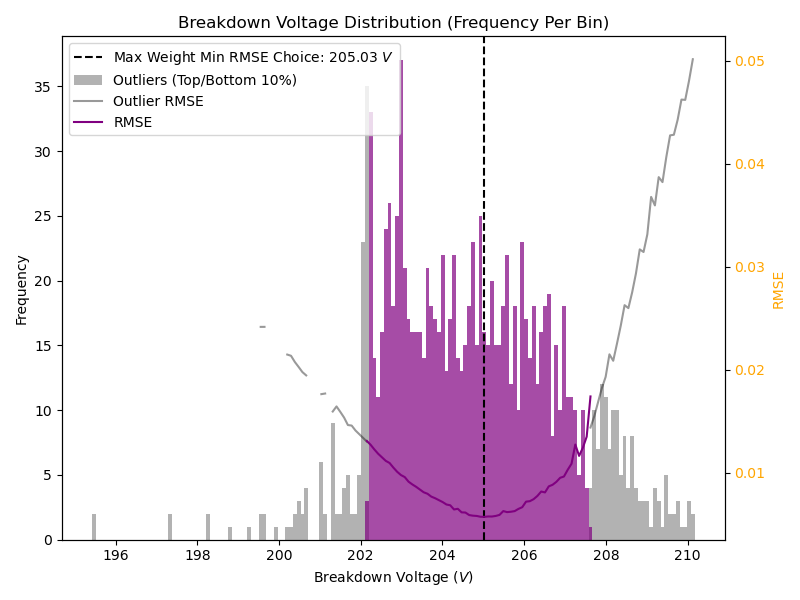 Breakdown Voltage Distribution (Frequency Per Bin)
Max Weight Min RMSE Choice: 205.03 V
Outliers (Top/Bottom 10%)
Outlier RMSE
RMSE
Frequency
0
5
10
15
20
25
30
35
196
198
200
202
204
206
208
210
Breakdown Voltage (V)
0.05
0.04
0.03
0.02
0.01
RMSE